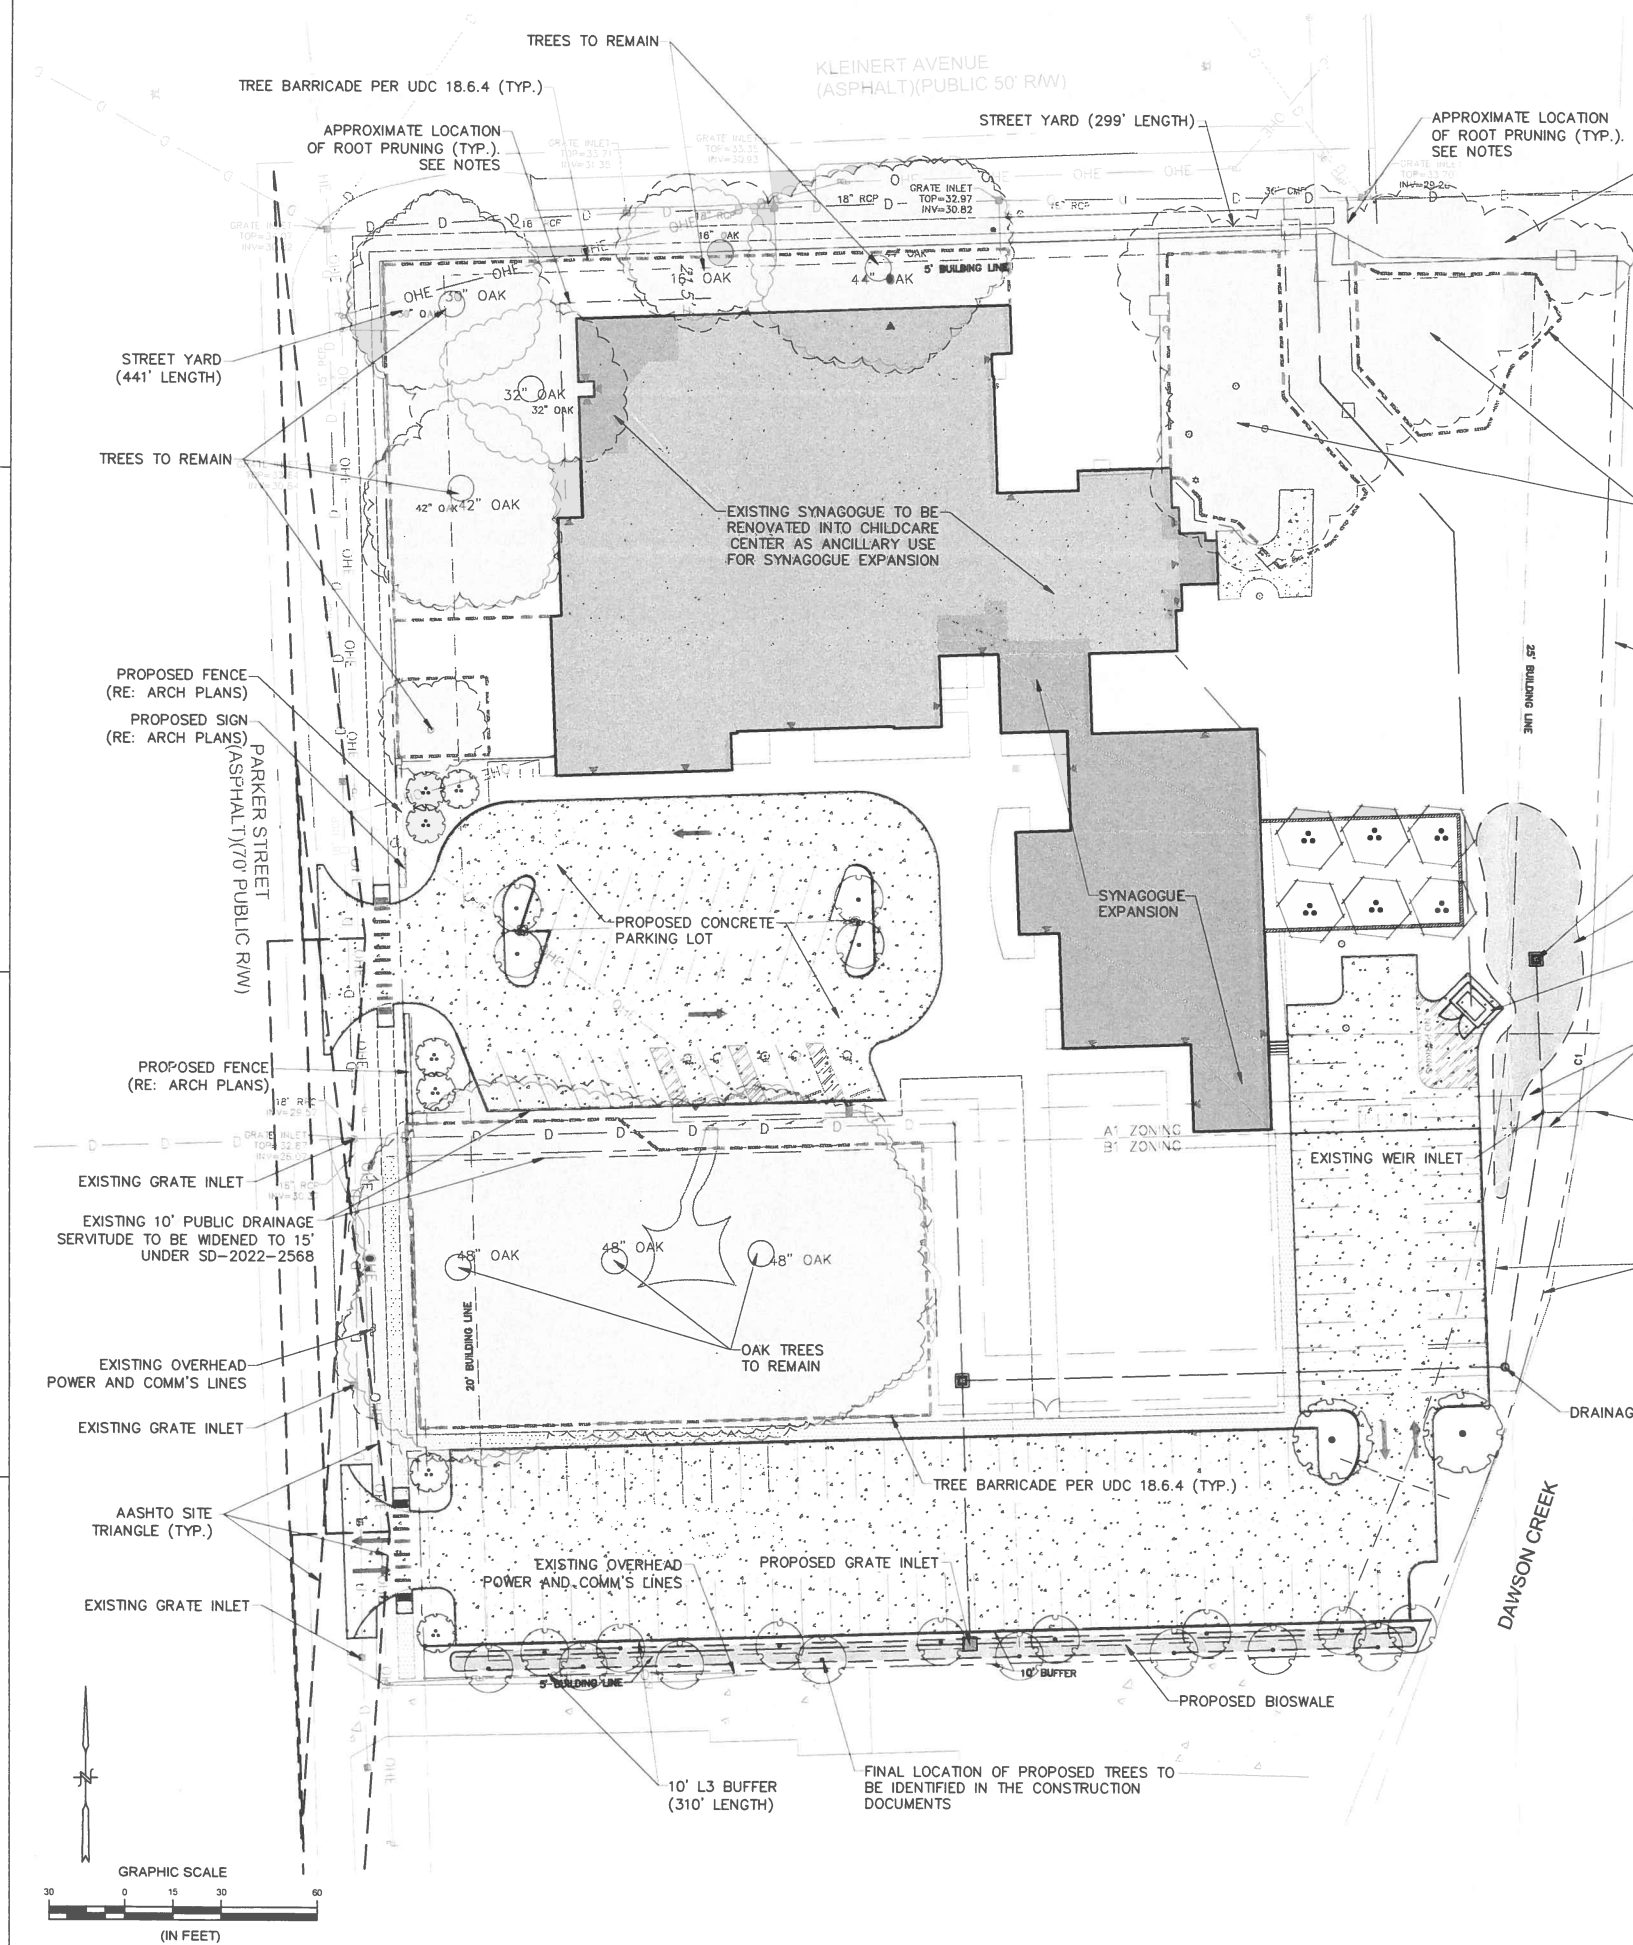 TREES TO REMAIN
KLEINERT AVENUE
(ASPHALT)(PUBLIC 50' R/W)
TREE BARRICADE PER UDC 18.6.4 (TYP.)
STREET YARD (299' LENGTH)
APPROXIMATE LOCATION
OF ROOT PRUNING (TYP.).
SEE NOTES
APPROXIMATE LOCATION
OF ROOT PRUNING (TYP.).
SEE NOTES
GRATE INLET
TOP=32.97
INV=30.82
18" RCP
16" OAK
16" OAK
44" OAK
5' BUILDING LINE
OHE
OHE
30" OAK
STREET YARD
(441' LENGTH)
32" OAK
32" OAK
TREES TO REMAIN
42" OAK
EXISTING SYNAGOGUE TO BE
RENOVATED INTO CHILDCARE
CENTER AS ANCILLARY USE
FOR SYNAGOGUE EXPANSION
25' BUILDING LINE
PROPOSED FENCE
(RE: ARCH PLANS)
PROPOSED SIGN
(RE: ARCH PLANS)
PARKER STREET
(ASPHALT)(70' PUBLIC R/W)
PROPOSED CONCRETE
PARKING LOT
SYNAGOGUE
EXPANSION
PROPOSED FENCE
(RE: ARCH PLANS)
C1
A1 ZONING
B1 ZONING
EXISTING WEIR INLET
EXISTING GRATE INLET
EXISTING 10' PUBLIC DRAINAGE
SERVITUDE TO BE WIDENED TO 15'
UNDER SD-2022-2568
48" OAK
48" OAK
48" OAK
20' BUILDING LINE
OAK TREES
TO REMAIN
EXISTING OVERHEAD
POWER AND COMM'S LINES
EXISTING GRATE INLET
DRAINAG
TREE BARRICADE PER UDC 18.6.4 (TYP.)
AASHTO SITE
TRIANGLE (TYP.)
EXISTING OVERHEAD
POWER AND COMM'S LINES
PROPOSED GRATE INLET
DAWSON CREEK
EXISTING GRATE INLET
5' BUILDING LINE
10' BUFFER
PROPOSED BIOSWALE
10' L3 BUFFER
(310' LENGTH)
FINAL LOCATION OF PROPOSED TREES TO
BE IDENTIFIED IN THE CONSTRUCTION
DOCUMENTS
GRAPHIC SCALE
30 0 15 30 60
(IN FEET)